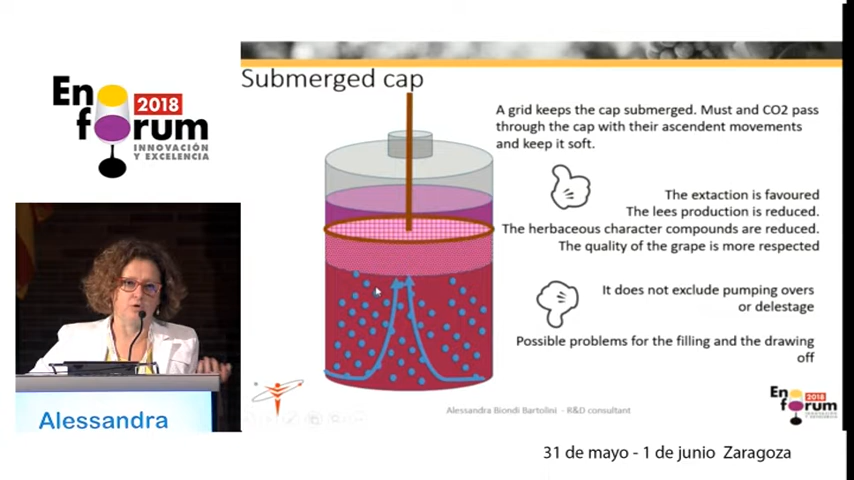 En
2018
forum
INNOVACIÓN
Y EXCELENCIA
Submerged cap
A grid keeps the cap submerged. Must and CO2 pass
through the cap with their ascendent movements
and keep it soft.
The extaction is favoured
The lees production is reduced.
The herbaceous character compounds are reduced.
The quality of the grape is more respected
It does not exclude pumping overs
or delestage
Possible problems for the filling and the drawing
off
Alessandra
Alessandra Biondi Bartolini - R&D consultant
En
2018
forum
31 de mayo - 1 de junio Zaragoza